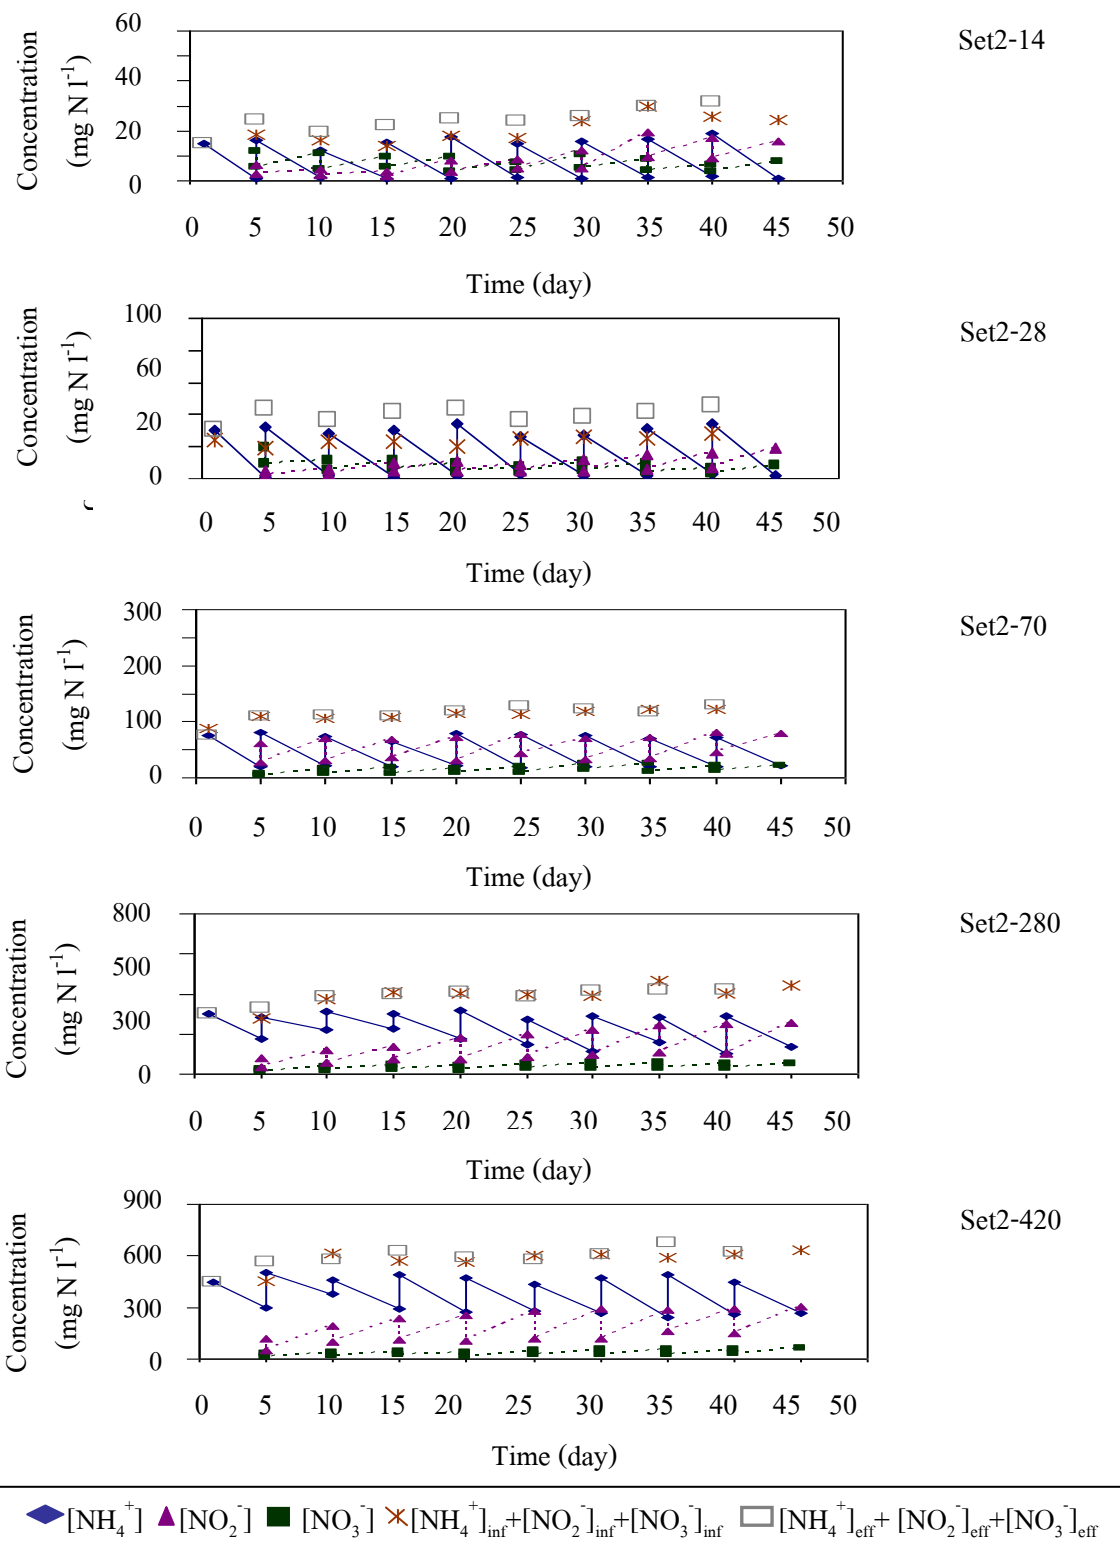 Set2-14
Concentration
(mg N l⁻¹)
60
40
20
0
0 5 10 15 20 25 30 35 40 45 50
Time (day)
Set2-28
Concentration
(mg N l⁻¹)
100
60
20
0
0 5 10 15 20 25 30 35 40 45 50
Time (day)
Set2-70
Concentration
(mg N l⁻¹)
300
200
100
0
0 5 10 15 20 25 30 35 40 45 50
Time (day)
Set2-280
Concentration
(mg N l⁻¹)
800
500
300
0
0 5 10 15 20 25 30 35 40 45 50
Time (day)
Set2-420
Concentration
(mg N l⁻¹)
900
600
300
0
0 5 10 15 20 25 30 35 40 45 50
Time (day)
[NH₄⁺] [NO₂⁻] [NO₃⁻] [NH₄⁺]inf+[NO₂⁻]inf+[NO₃⁻]inf [NH₄⁺]eff+ [NO₂⁻]eff+[NO₃⁻]eff